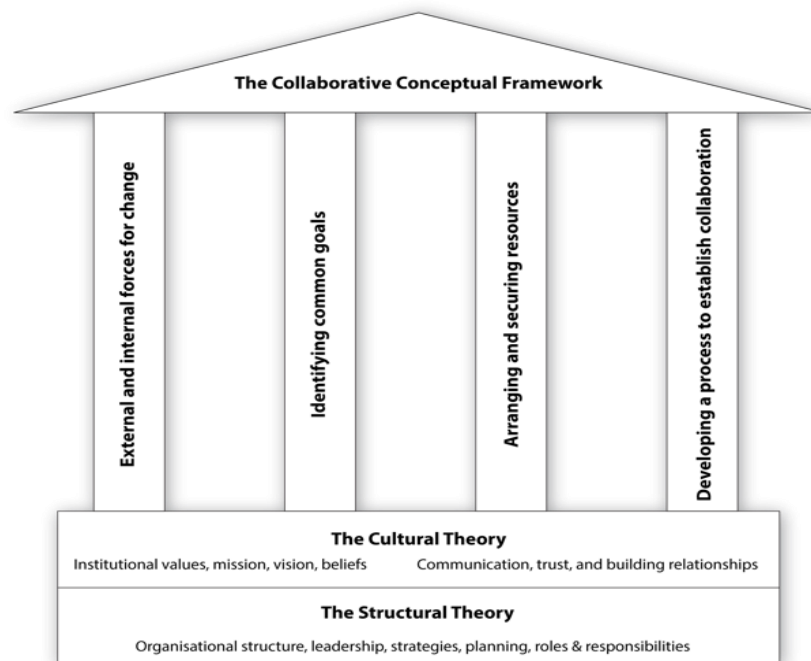 The Collaborative Conceptual Framework
External and internal forces for change
Identifying common goals
Arranging and securing resources
Developing a process to establish collaboration
The Cultural Theory
Institutional values, mission, vision, beliefs
Communication, trust, and building relationships
The Structural Theory
Organisational structure, leadership, strategies, planning, roles & responsibilities